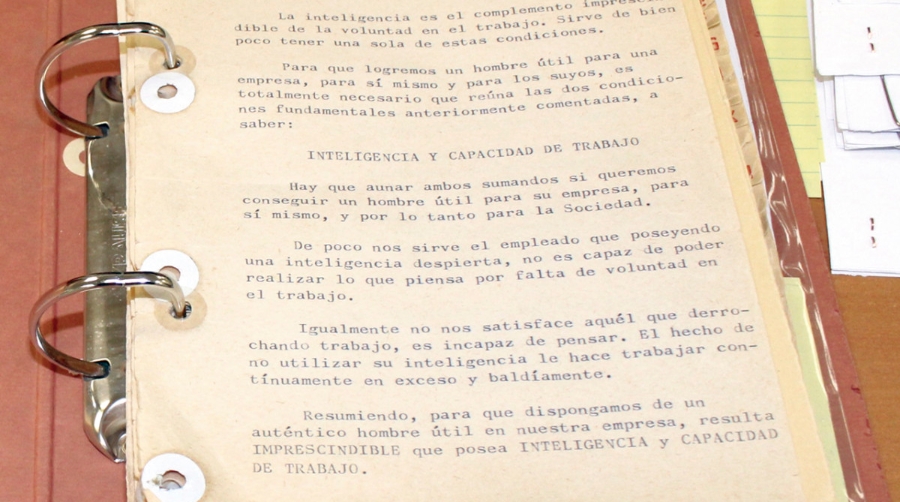 La inteligencia es el complemento imprescin-
dible de la voluntad en el trabajo. Sirve de bien
poco tener una sola de estas condiciones.
Para que logremos un hombre útil para una
empresa, para sí mismo y para los suyos, es
totalmente necesario que reúna las dos condicio-
nes fundamentales anteriormente comentadas, a
saber:
INTELIGENCIA Y CAPACIDAD DE TRABAJO
Hay que aunar ambos sumandos si queremos
conseguir un hombre útil para su empresa, para
sí mismo, y por lo tanto para la Sociedad.
De poco nos sirve el empleado que poseyendo
una inteligencia despierta, no es capaz de poder
realizar lo que piensa por falta de voluntad en
el trabajo.
Igualmente no nos satisface aquél que derro-
chando trabajo, es incapaz de pensar. El hecho de
no utilizar su inteligencia le hace trabajar con-
tínuamente en exceso y baldíamente.
Resumiendo, para que dispongamos de un
auténtico hombre útil en nuestra empresa, resulta
IMPRESCINDIBLE que posea INTELIGENCIA y CAPACIDAD
DE TRABAJO.